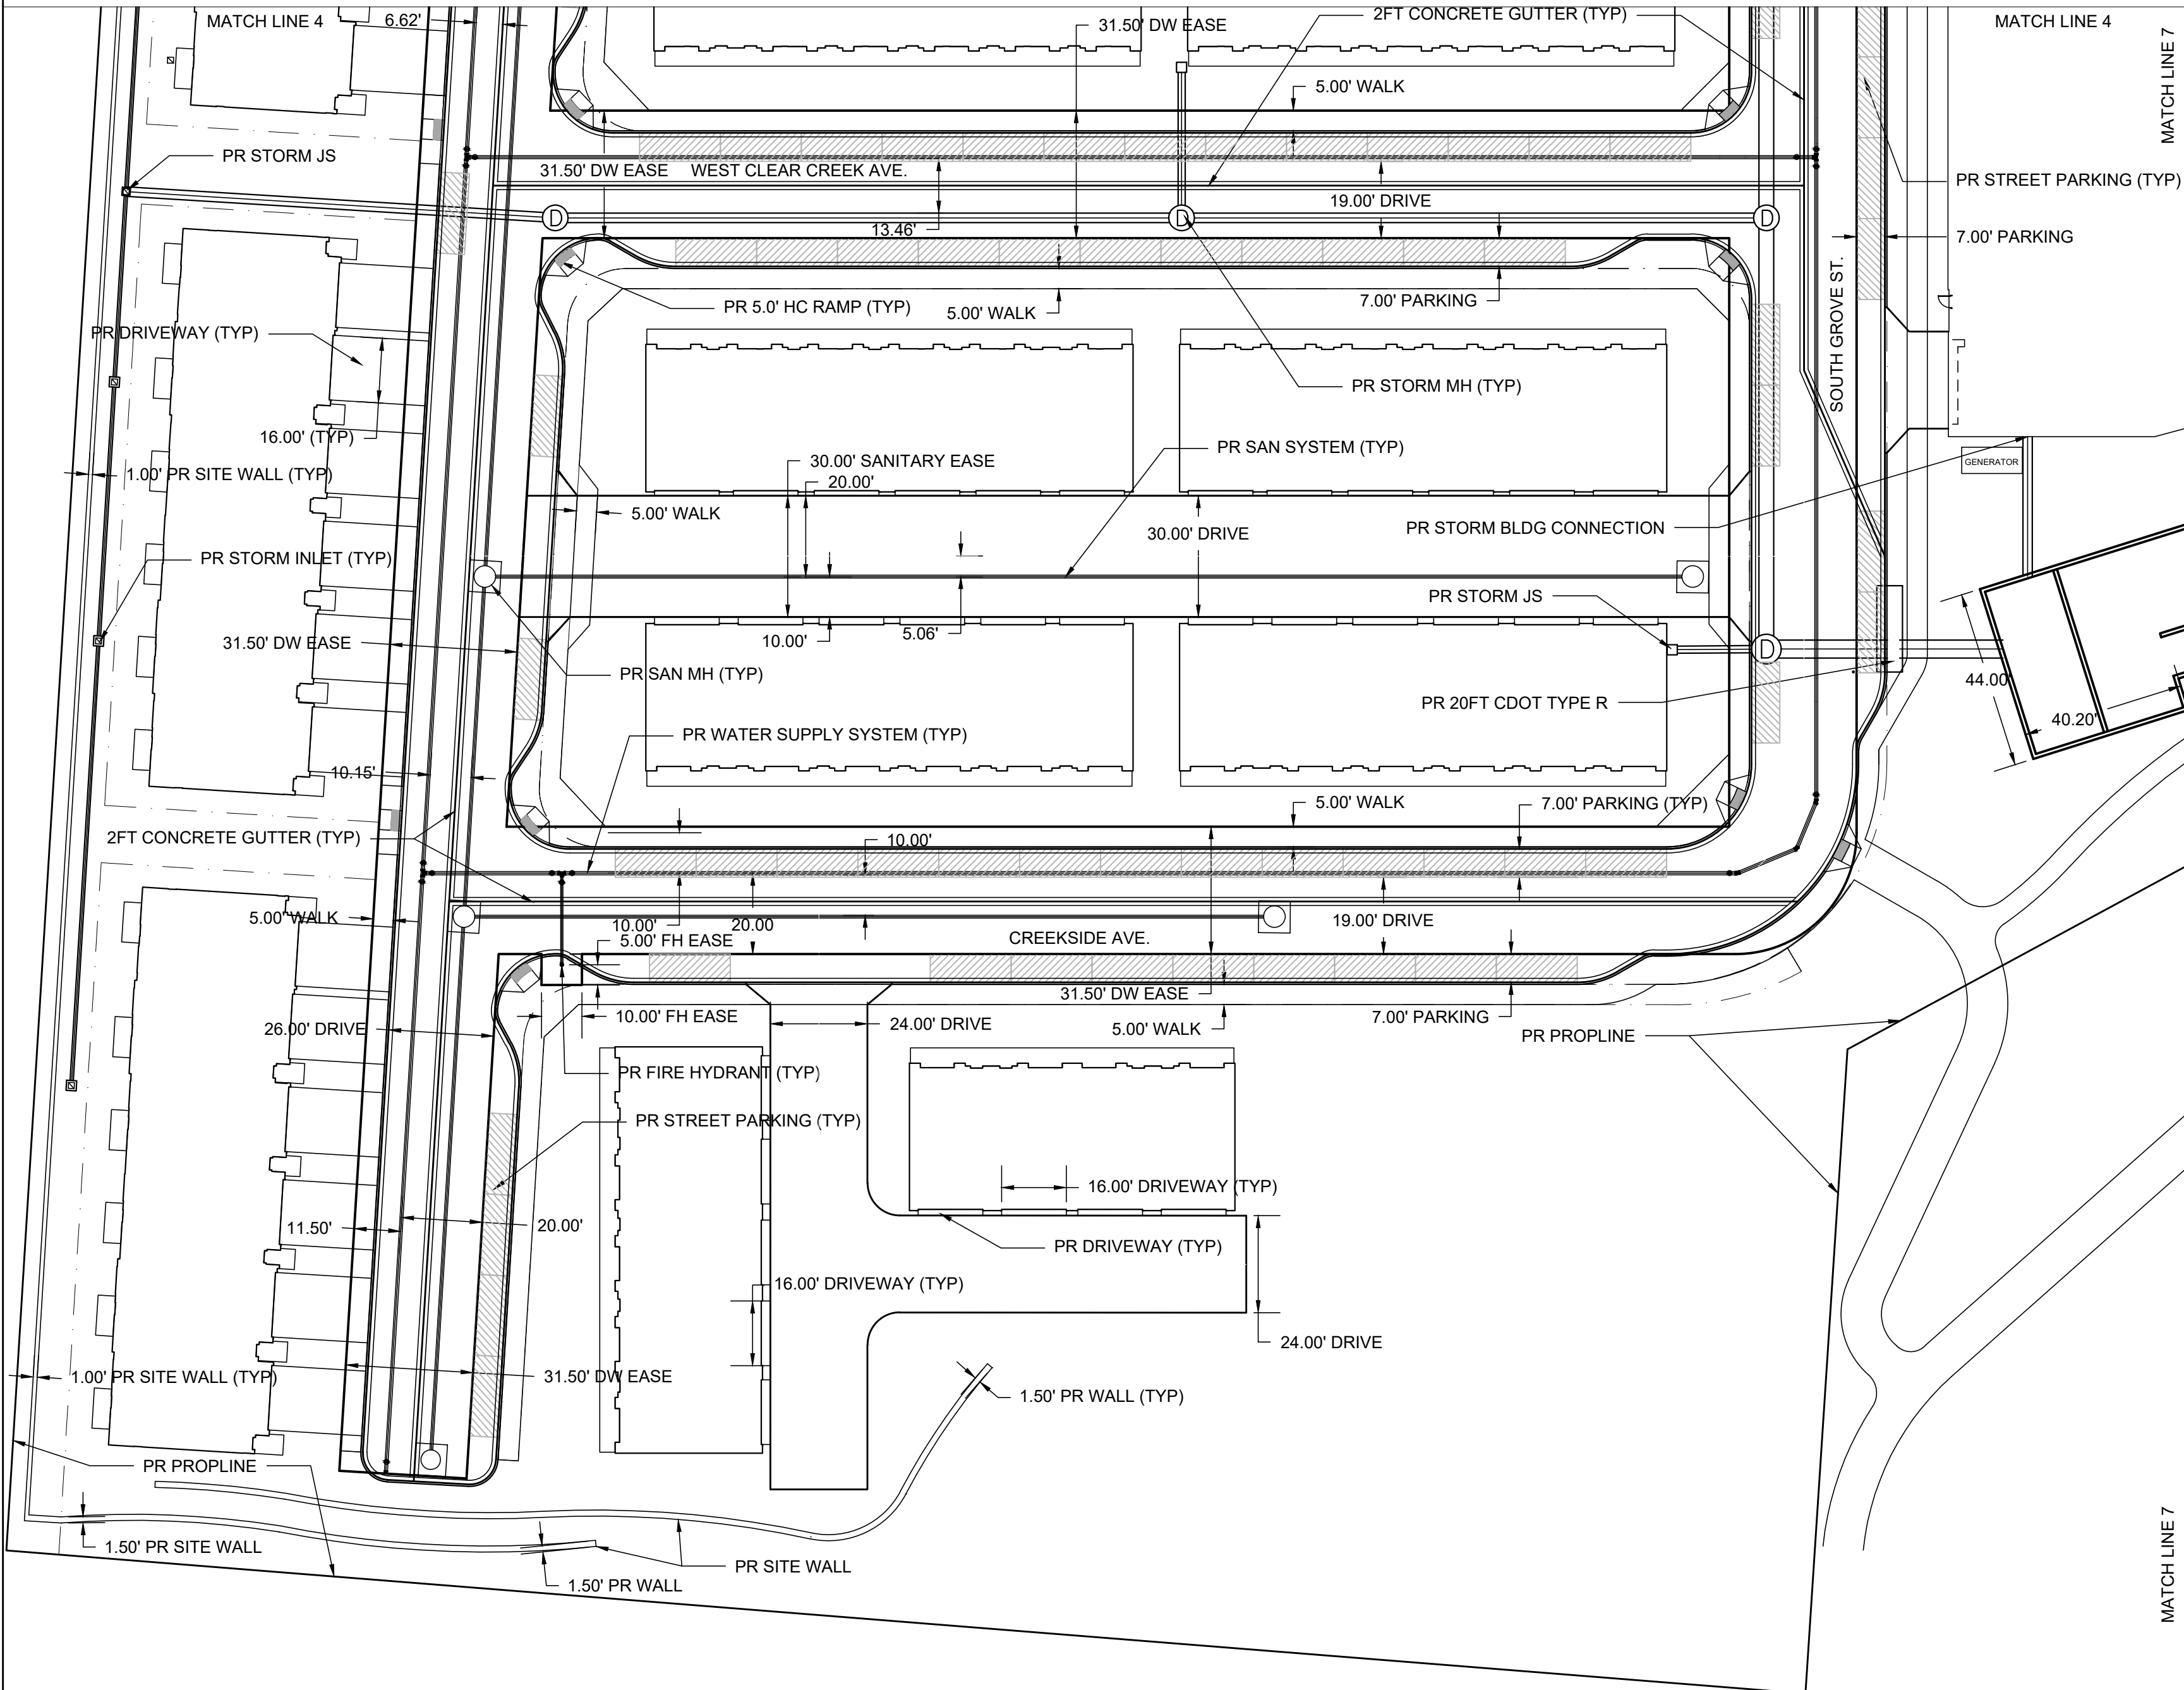 MATCH LINE 4
6.62'
31.50' DW EASE
2FT CONCRETE GUTTER (TYP)
MATCH LINE 4
MATCH LINE 7
5.00' WALK
PR STORM JS
31.50' DW EASE
WEST CLEAR CREEK AVE.
PR STREET PARKING (TYP)
19.00' DRIVE
13.46'
7.00' PARKING
PR 5.0' HC RAMP (TYP)
5.00' WALK
7.00' PARKING
SOUTH GROVE ST.
PR DRIVEWAY (TYP)
PR STORM MH (TYP)
16.00' (TYP)
PR SAN SYSTEM (TYP)
30.00' SANITARY EASE
GENERATOR
1.00' PR SITE WALL (TYP)
20.00'
5.00' WALK
PR STORM BLDG CONNECTION
30.00' DRIVE
PR STORM INLET (TYP)
PR STORM JS
10.00'
5.06'
31.50' DW EASE
PR SAN MH (TYP)
44.00'
PR 20FT CDOT TYPE R
40.20'
PR WATER SUPPLY SYSTEM (TYP)
10.15'
5.00' WALK
7.00' PARKING (TYP)
2FT CONCRETE GUTTER (TYP)
10.00'
5.00' WALK
10.00'
20.00
19.00' DRIVE
5.00' FH EASE
CREEKSIDE AVE.
31.50' DW EASE
10.00' FH EASE
24.00' DRIVE
5.00' WALK
7.00' PARKING
26.00' DRIVE
PR PROPLINE
PR FIRE HYDRANT (TYP)
PR STREET PARKING (TYP)
16.00' DRIVEWAY (TYP)
11.50'
20.00'
PR DRIVEWAY (TYP)
16.00' DRIVEWAY (TYP)
24.00' DRIVE
1.00' PR SITE WALL (TYP)
31.50' DW EASE
1.50' PR WALL (TYP)
PR PROPLINE
1.50' PR SITE WALL
PR SITE WALL
1.50' PR WALL
MATCH LINE 7
D
D
D
D